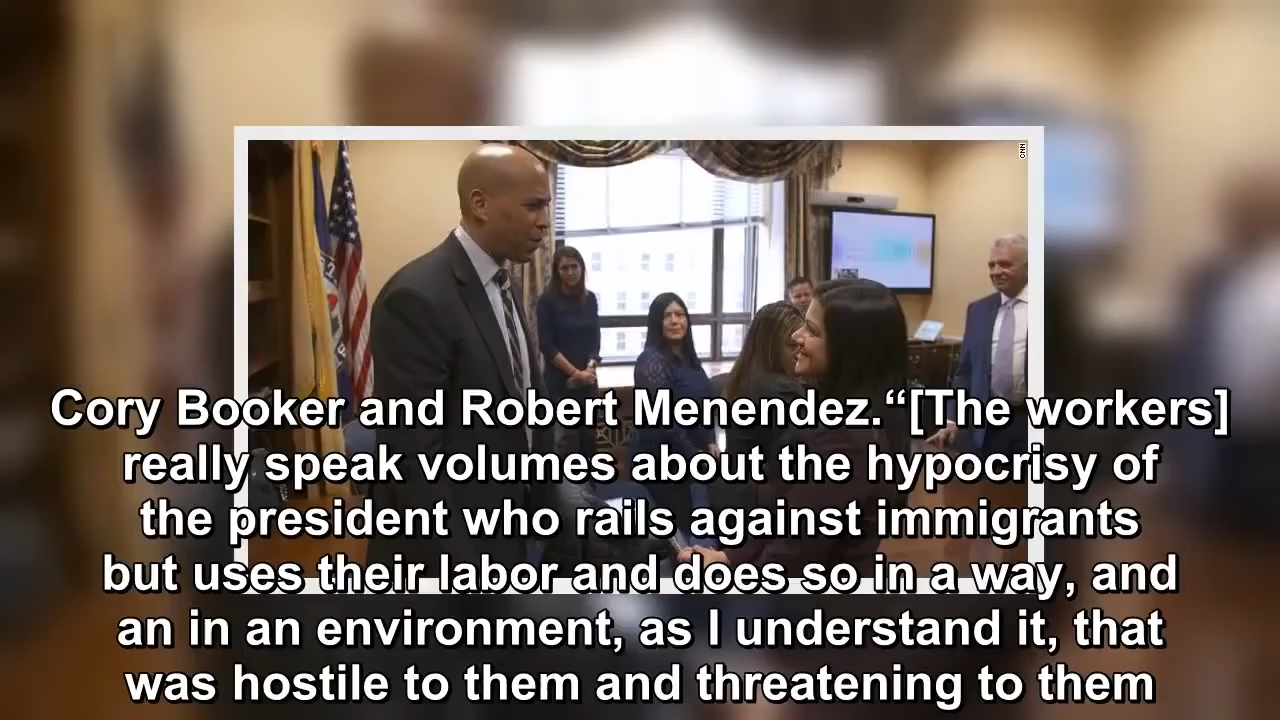 CNN
Cory Booker and Robert Menendez.“[The workers]
really speak volumes about the hypocrisy of
the president who rails against immigrants
but uses their labor and does so in a way, and
an in an environment, as I understand it, that
was hostile to them and threatening to them